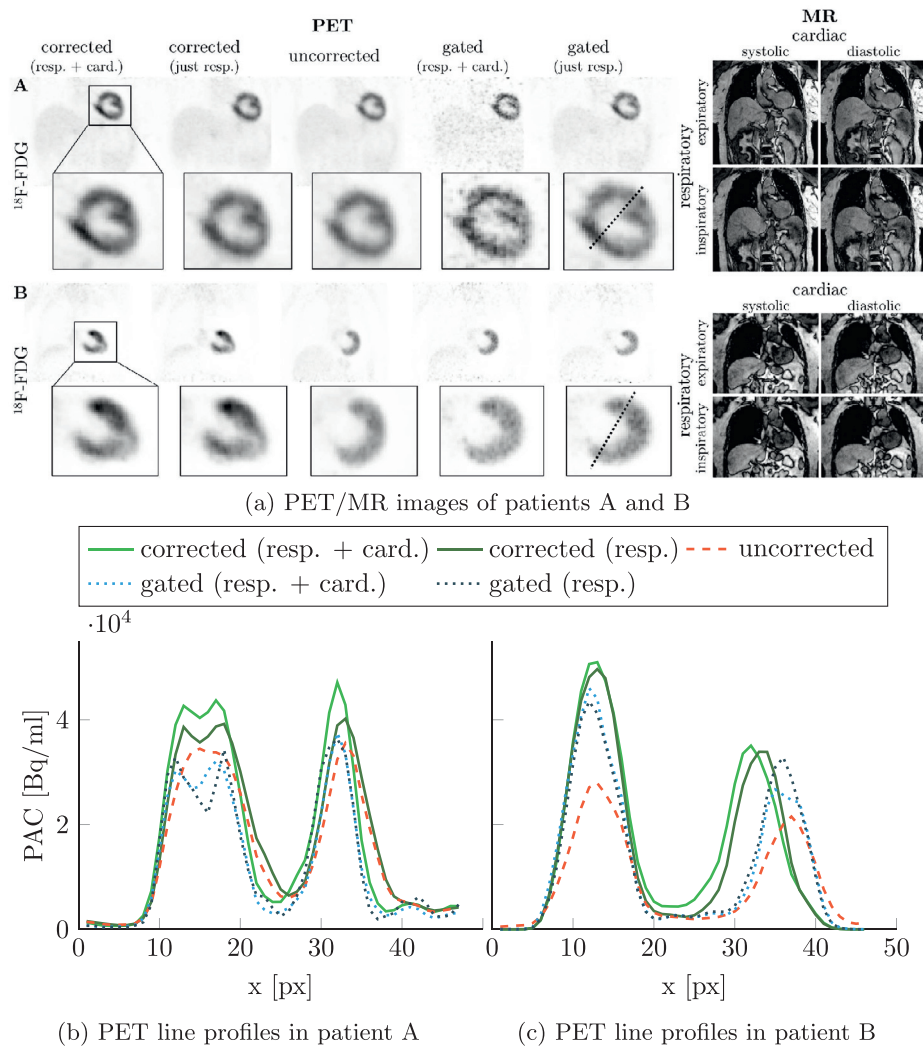 PET
MR
cardiac
corrected
(resp. + card.)
corrected
(just resp.)
uncorrected
gated
(resp. + card.)
gated
(just resp.)
systolic
diastolic
A
¹⁸F-FDG
respiratory
expiratory
inspiratory
B
¹⁸F-FDG
cardiac
systolic
diastolic
respiratory
expiratory
inspiratory
(a) PET/MR images of patients A and B
corrected (resp. + card.)
corrected (resp.)
uncorrected
gated (resp. + card.)
gated (resp.)
·10⁴
PAC [Bq/ml]
4
2
0
0
10
20
30
40
x [px]
0
10
20
30
40
50
x [px]
(b) PET line profiles in patient A
(c) PET line profiles in patient B